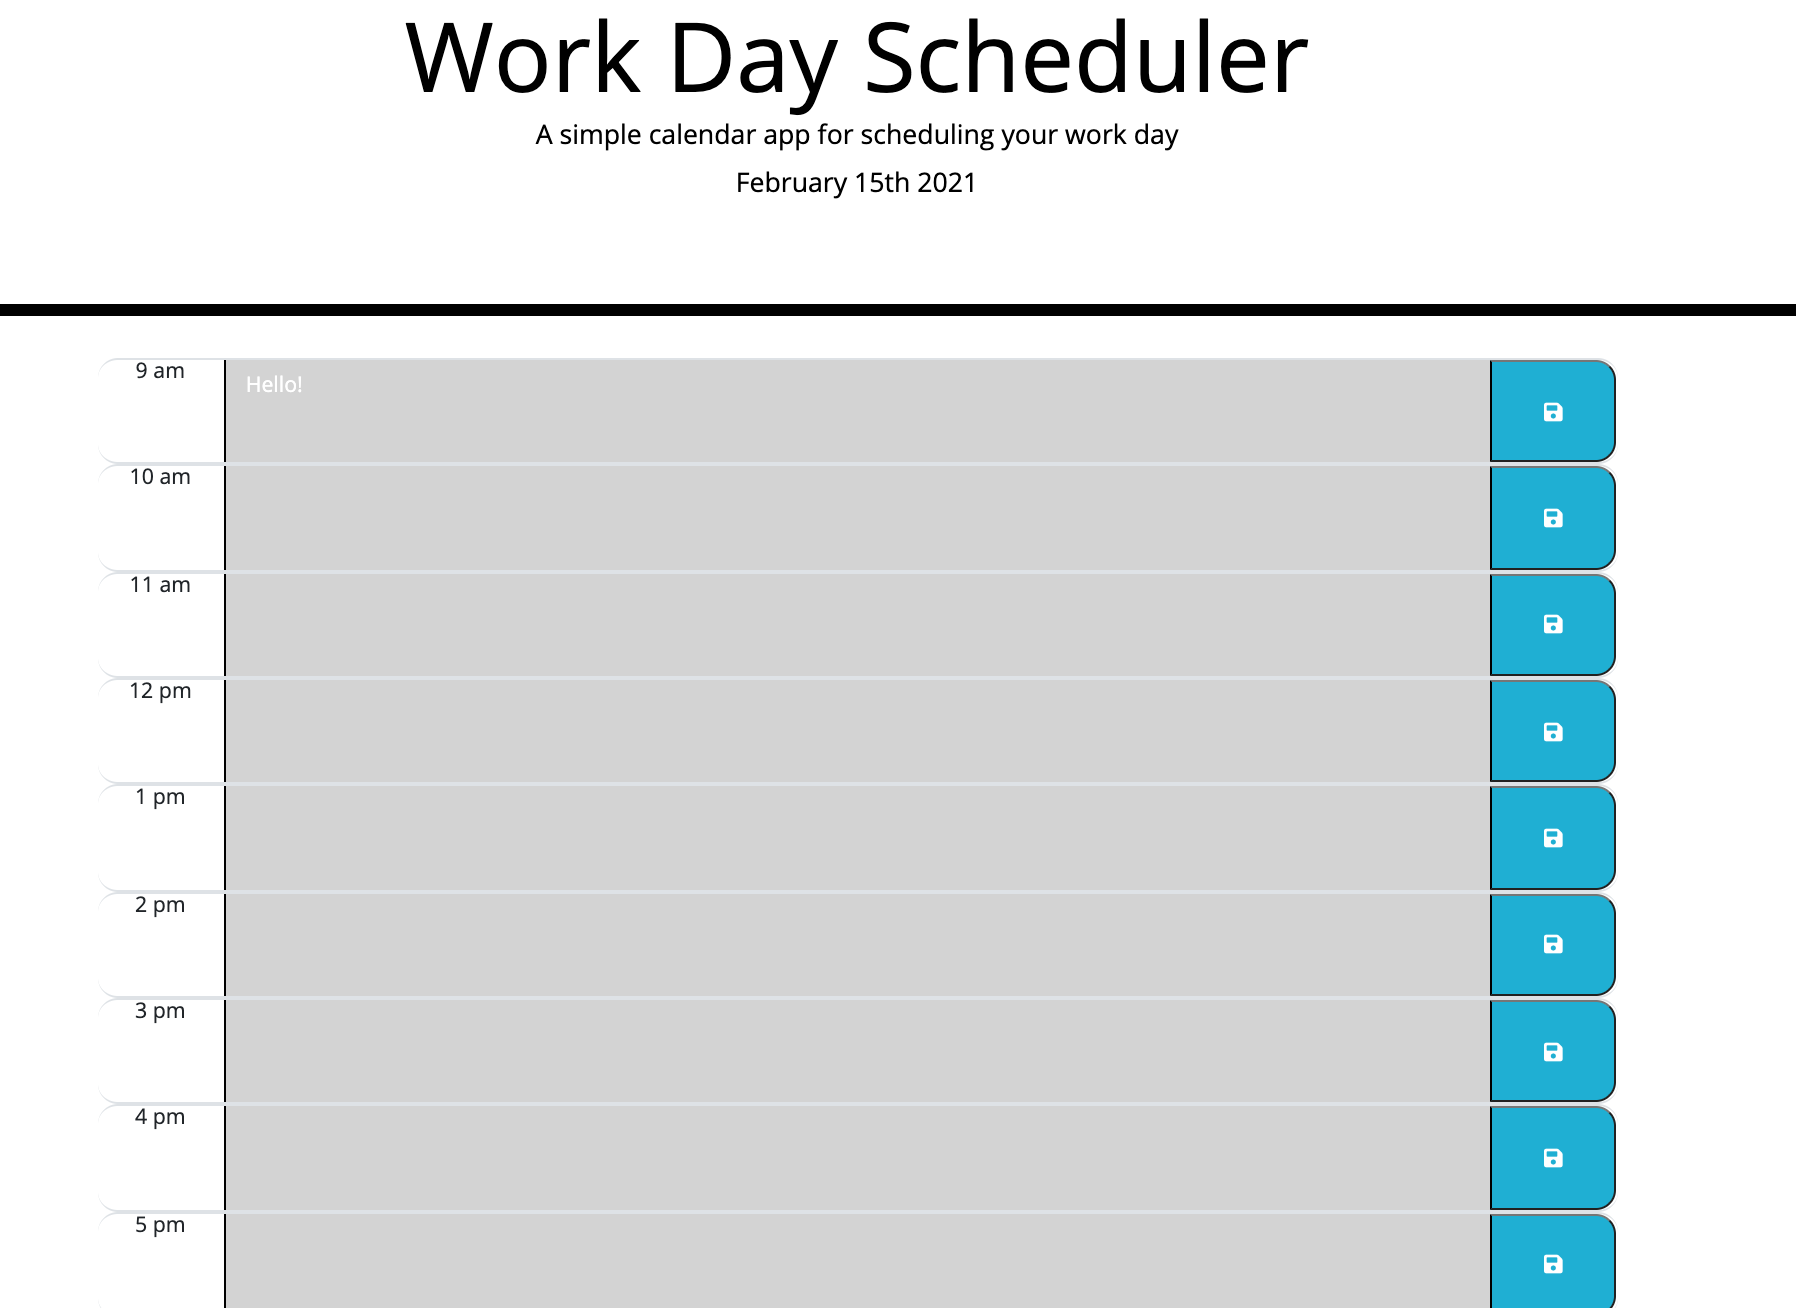 Work Day Scheduler
A simple calendar app for scheduling your work day
February 15th 2021
9 am
Hello!
10 am
11 am
12 pm
1 pm
2 pm
3 pm
4 pm
5 pm